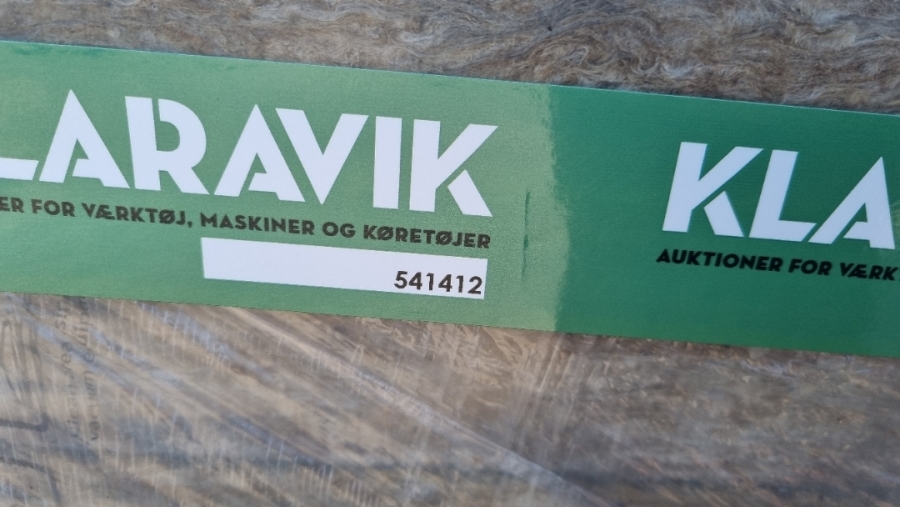 LARAVIK
ER FOR VÆRKTØJ, MASKINER OG KØRETØJER
541412
KLA
AUKTIONER FOR VÆRK